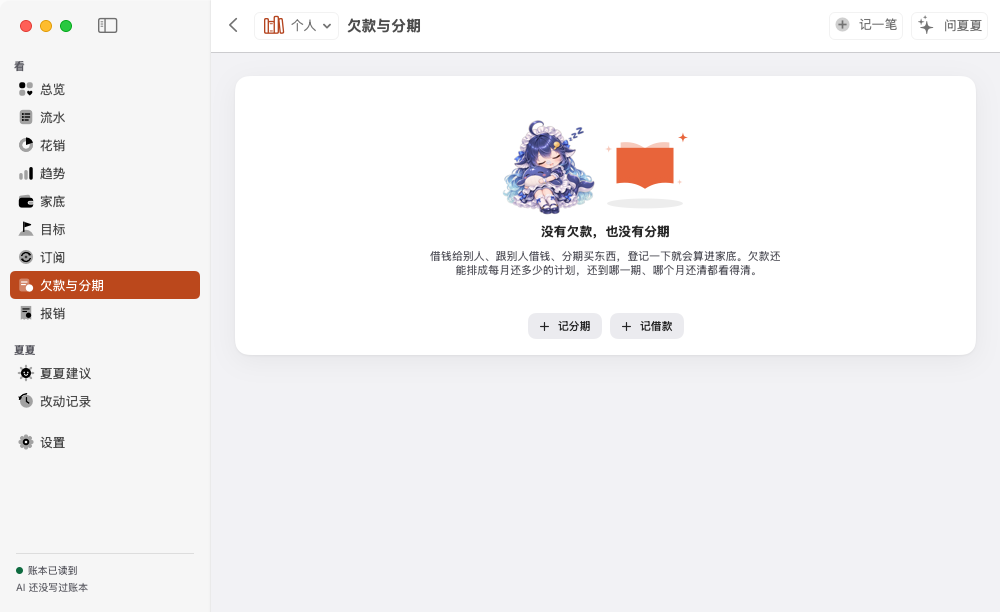 看
总览
流水
花销
趋势
家底
目标
订阅
欠款与分期
报销
夏夏
夏夏建议
改动记录
设置
账本已读到
AI 还没写过账本
个人
欠款与分期
记一笔
问夏夏
没有欠款，也没有分期
借钱给别人、跟别人借钱、分期买东西，登记一下就会算进家底。欠款还
能排成每月还多少的计划，还到哪一期、哪个月还清都看得清。
记分期
记借款